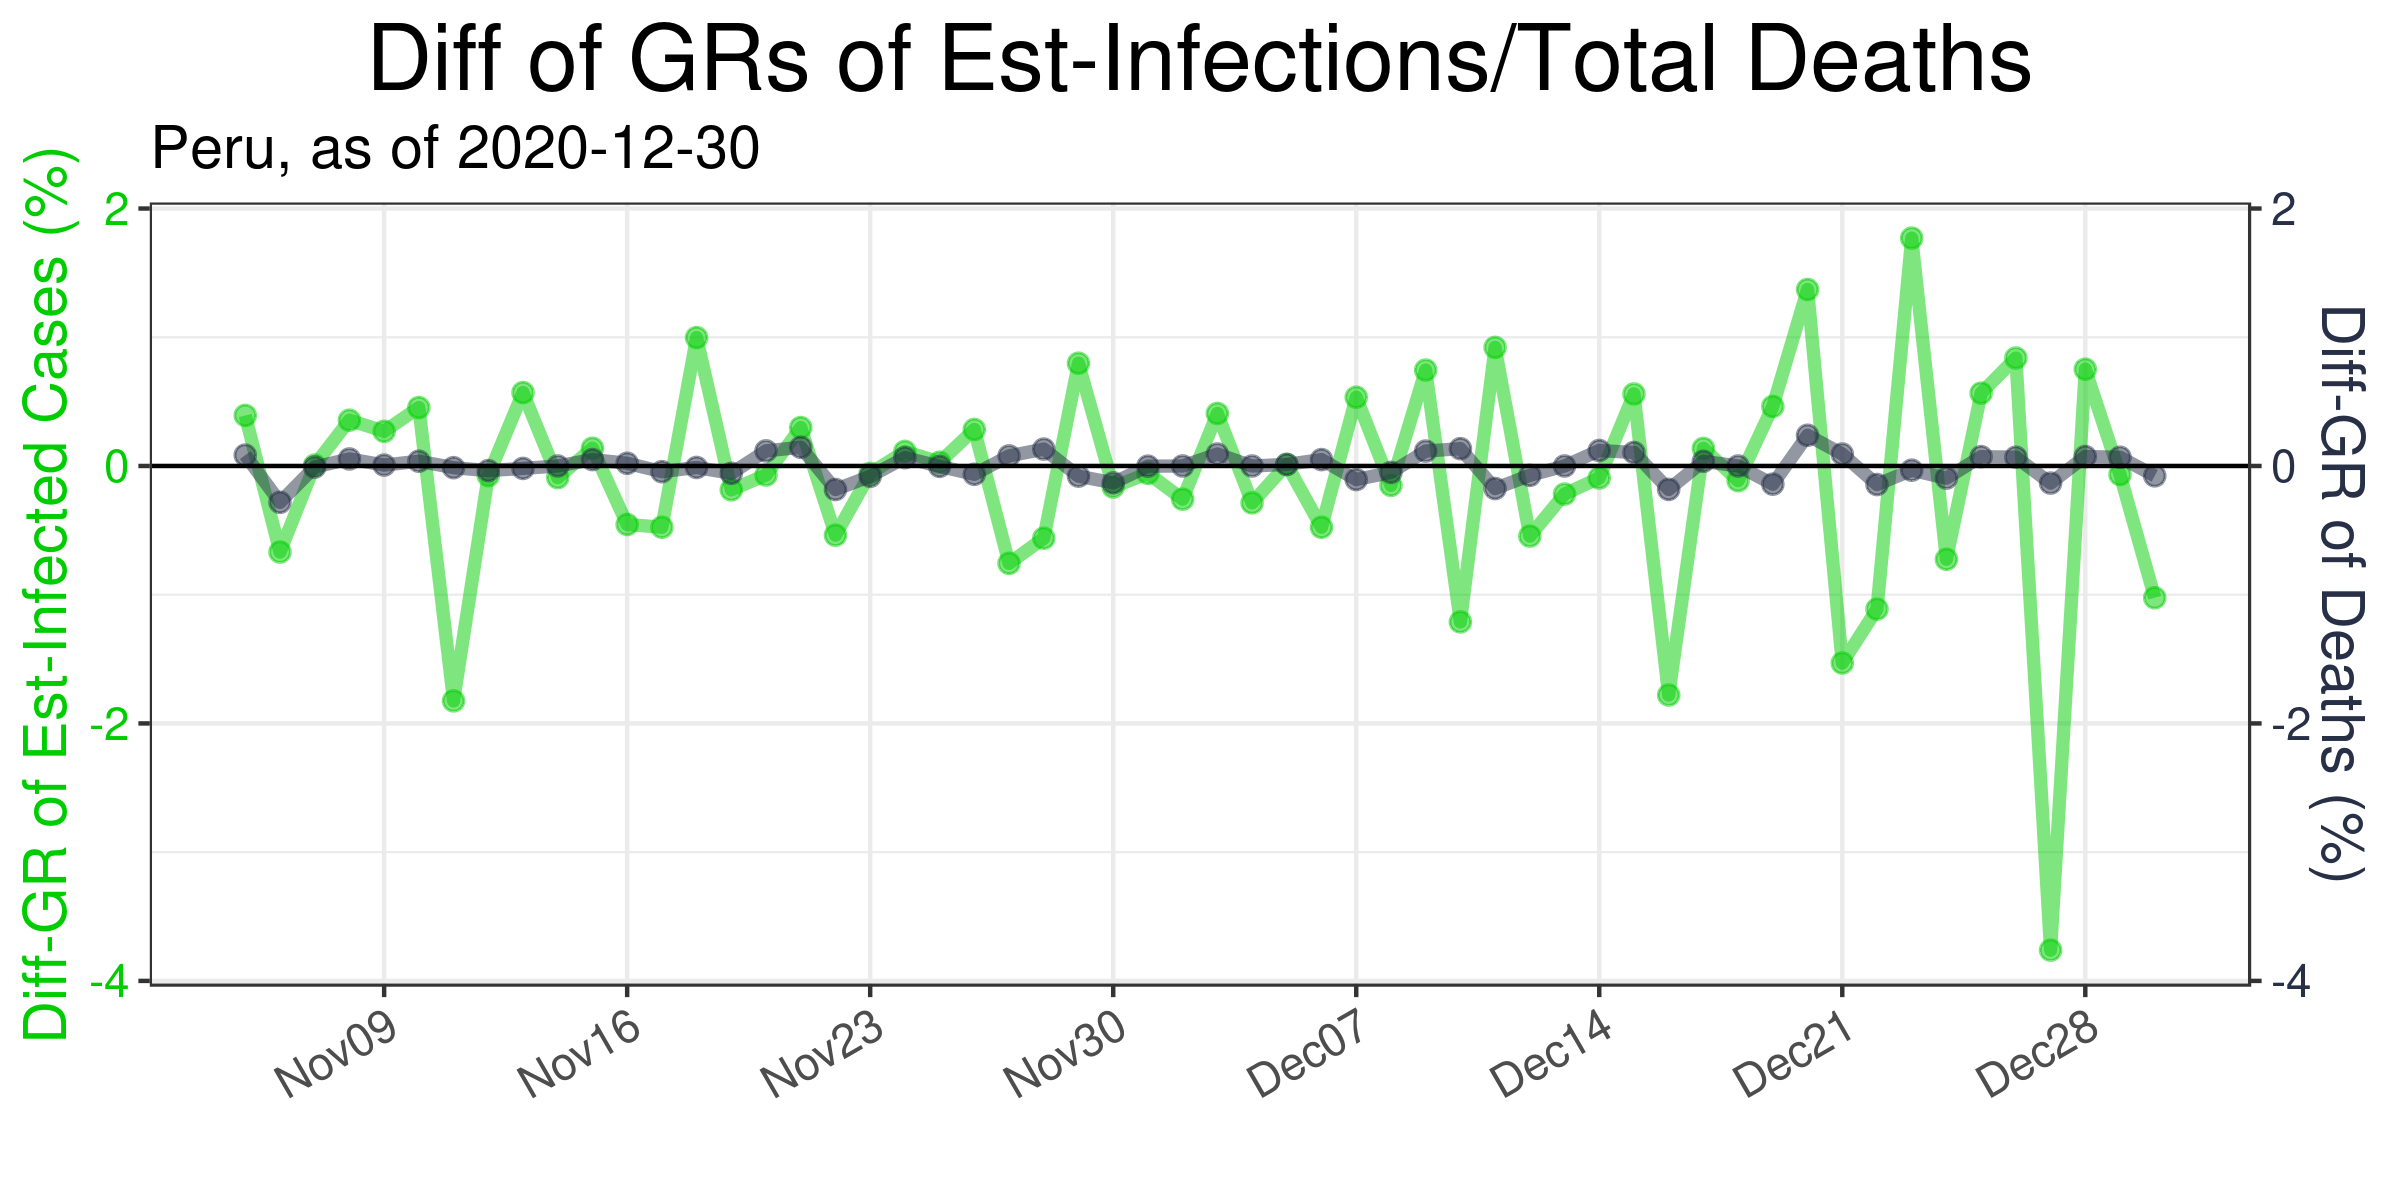 Diff of GRs of Est-Infections/Total Deaths
Peru, as of 2020-12-30
Diff-GR of Est-Infected Cases (%)
2
0
-2
-4
2
0
-2
-4
Diff-GR of Deaths (%)
Nov09
Nov16
Nov23
Nov30
Dec07
Dec14
Dec21
Dec28